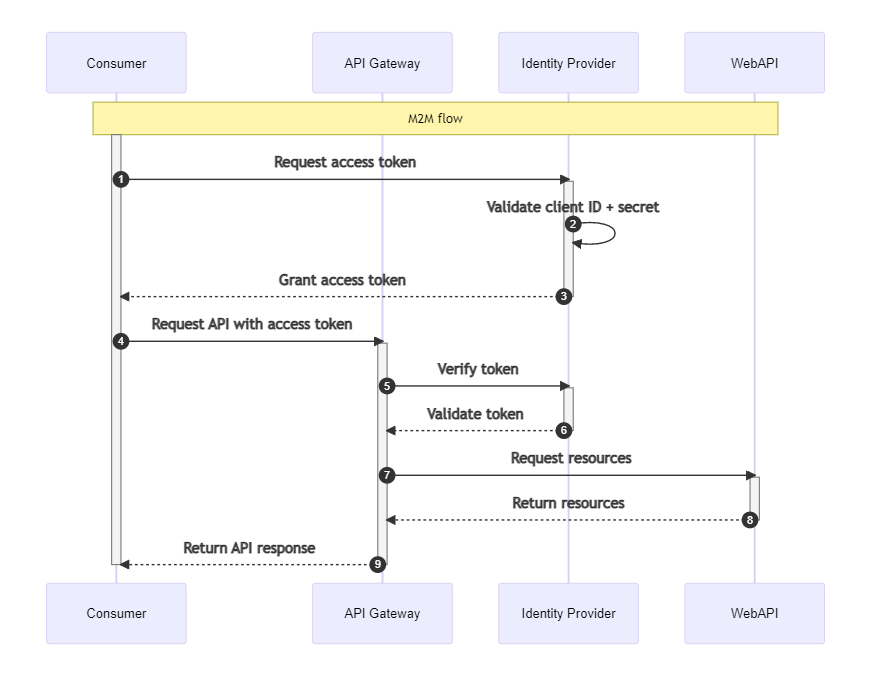 Consumer
API Gateway
Identity Provider
WebAPI
M2M flow
Request access token
1
Validate client ID + secret
2
Grant access token
3
Request API with access token
4
Verify token
5
Validate token
6
Request resources
7
Return resources
8
Return API response
9
Consumer
API Gateway
Identity Provider
WebAPI